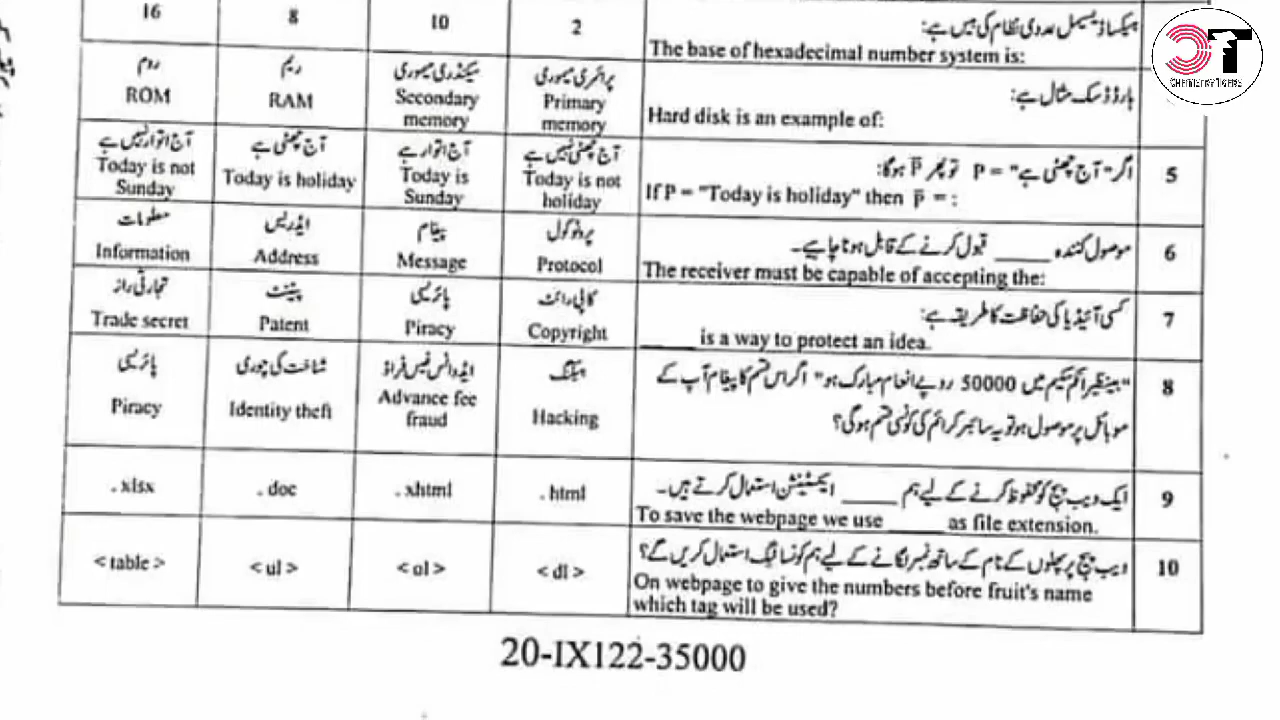 16
8
10
2
ہیکساڈیسیمل عددی نظام کی بیس ہے:
The base of hexadecimal number system is:
CHEMISTRY TIGERS
روم
ROM
ریم
RAM
سیکنڈری میموری
Secondary
memory
پرائمری میموری
Primary
memory
ہارڈ ڈسک مثال ہے:
Hard disk is an example of:
آج اتوار نہیں ہے
Today is not
Sunday
آج چھٹی ہے
Today is holiday
آج اتوار ہے
Today is
Sunday
آج چھٹی نہیں ہے
Today is not
holiday
اگر "آج چھٹی ہے" = P تو پھر P̅ ہوگا:
If P = "Today is holiday" then p̅ = :
5
معلومات
Information
ایڈریس
Address
پیغام
Message
پروٹوکول
Protocol
موصول کنندہ _____ قبول کرنے کے قابل ہونا چاہیے۔
The receiver must be capable of accepting the:
6
تجارتی راز
Trade secret
پیٹنٹ
Patent
پائریسی
Piracy
کاپی رائٹ
Copyright
کسی آئیڈیا کی حفاظت کا طریقہ ہے:
_____ is a way to protect an idea.
7
پائریسی
Piracy
شناخت کی چوری
Identity theft
ایڈوانس فیس فراڈ
Advance fee
fraud
ہیکنگ
Hacking
"بینظیر انکم سکیم میں 50000 روپے انعام مبارک ہو" اگر اس قسم کا پیغام آپ کے
موبائل پر موصول ہو تو یہ سائبر کرائم کی کونسی قسم ہوگی؟
8
.xlsx
.doc
.xhtml
.html
ایک ویب پیج کو محفوظ کرنے کے لیے ہم _____ ایکسٹینشن استعمال کرتے ہیں۔
To save the webpage we use _____ as file extension.
9
< table >
< ul >
< ol >
< dl >
ویب پیج پر پھلوں کے نام کے ساتھ نمبر لگانے کے لیے ہم کونسا ٹیگ استعمال کریں گے؟
On webpage to give the numbers before fruit's name
which tag will be used?
10
20-IX122-35000